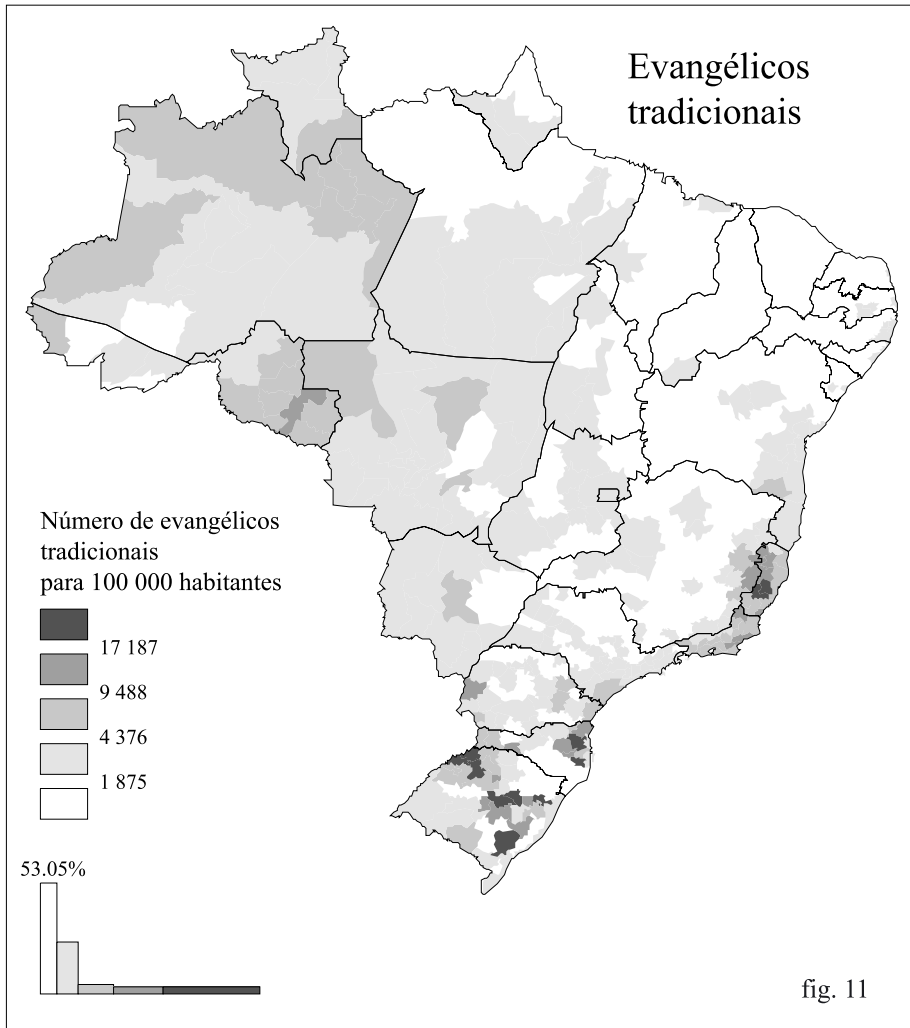 Evangélicos
tradicionais
Número de evangélicos
tradicionais
para 100 000 habitantes
17 187
9 488
4 376
1 875
53.05%
fig. 11